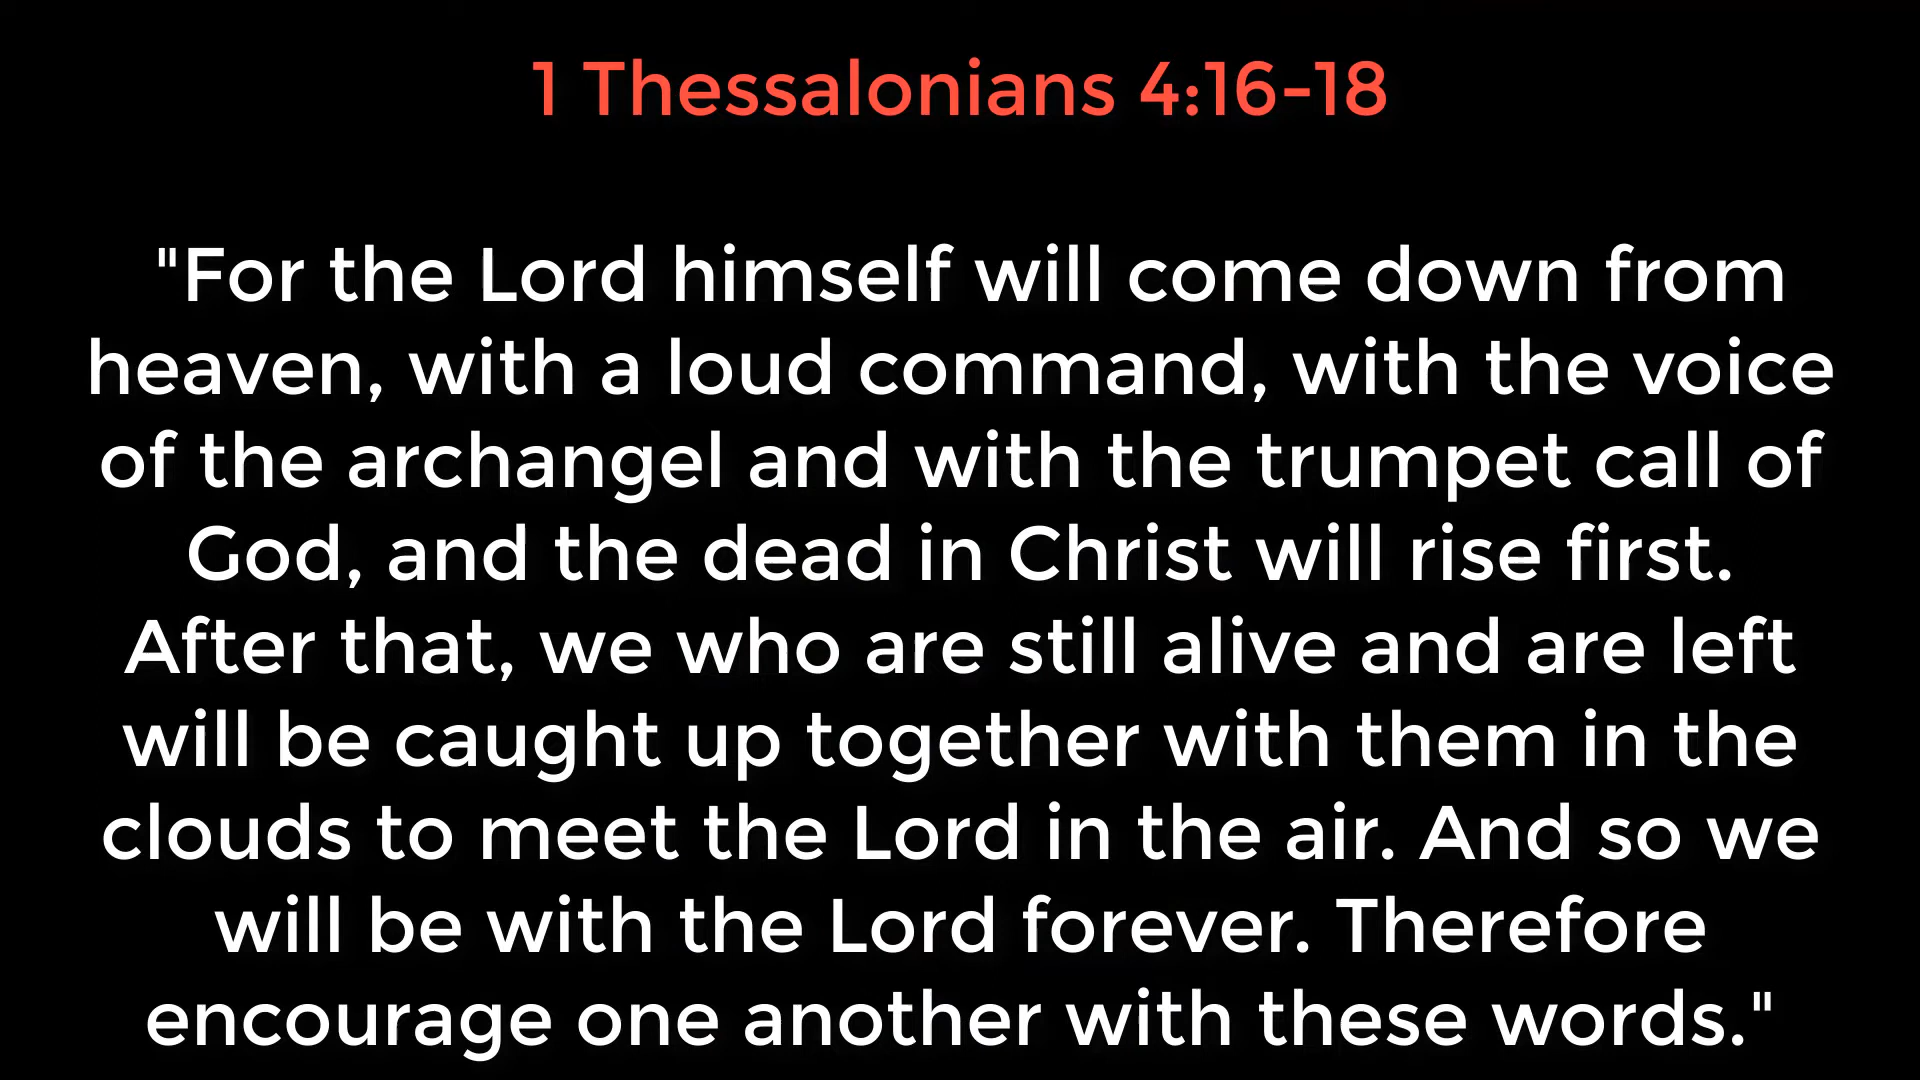 1 Thessalonians 4:16-18
"For the Lord himself will come down from
heaven, with a loud command, with the voice
of the archangel and with the trumpet call of
God, and the dead in Christ will rise first.
After that, we who are still alive and are left
will be caught up together with them in the
clouds to meet the Lord in the air. And so we
will be with the Lord forever. Therefore
encourage one another with these words."